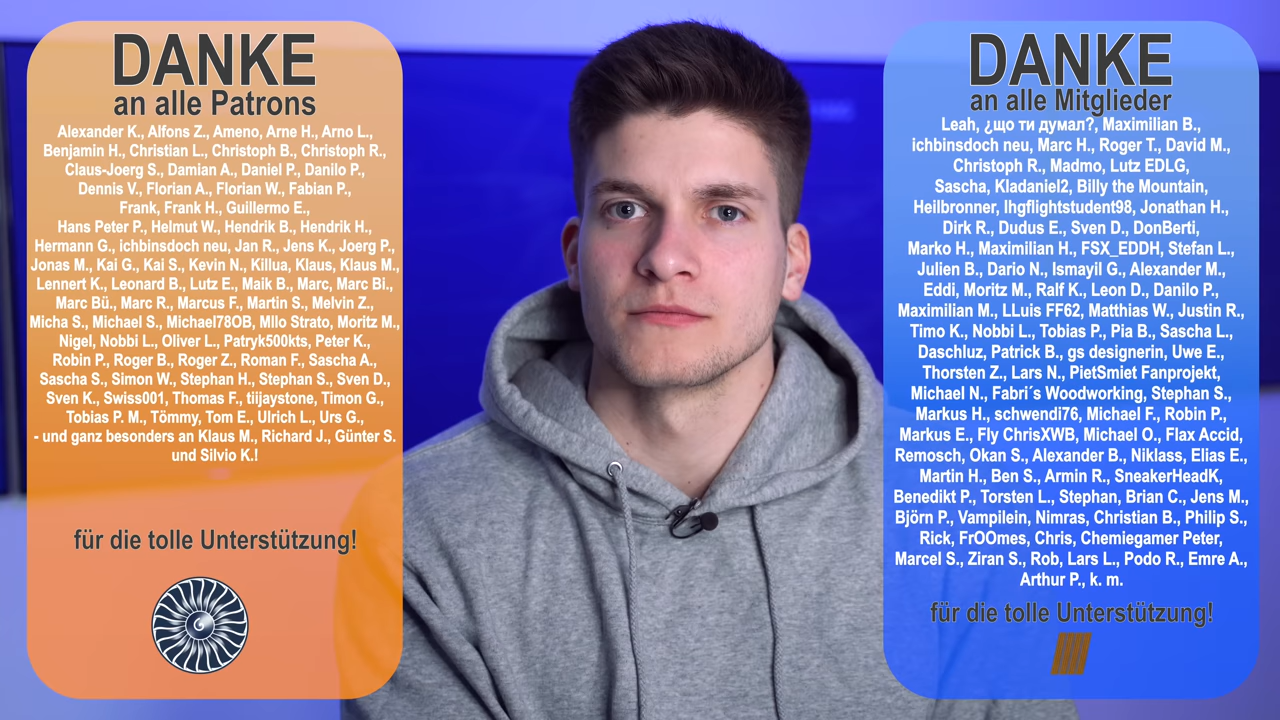 DANKE
an alle Patrons
Alexander K., Alfons Z., Ameno, Arne H., Arno L.,
Benjamin H., Christian L., Christoph B., Christoph R.,
Claus-Joerg S., Damian A., Daniel P., Danilo P.,
Dennis V., Florian A., Florian W., Fabian P.,
Frank, Frank H., Guillermo E.,
Hans Peter P., Helmut W., Hendrik B., Hendrik H.,
Hermann G., ichbinsdoch neu, Jan R., Jens K., Joerg P.,
Jonas M., Kai G., Kai S., Kevin N., Killua, Klaus, Klaus M.,
Lennert K., Leonard B., Lutz E., Maik B., Marc, Marc Bi.,
Marc Bü., Marc R., Marcus F., Martin S., Melvin Z.,
Micha S., Michael S., Michael78OB, Mllo Strato, Moritz M.,
Nigel, Nobbi L., Oliver L., Patryk500kts, Peter K.,
Robin P., Roger B., Roger Z., Roman F., Sascha A.,
Sascha S., Simon W., Stephan H., Stephan S., Sven D.,
Sven K., Swiss001, Thomas F., tiijaystone, Timon G.,
Tobias P. M., Tömmy, Tom E., Ulrich L., Urs G.,
- und ganz besonders an Klaus M., Richard J., Günter S.
und Silvio K.!
für die tolle Unterstützung!
DANKE
an alle Mitglieder
Leah, ¿що ти думал?, Maximilian B.,
ichbinsdoch neu, Marc H., Roger T., David M.,
Christoph R., Madmo, Lutz EDLG,
Sascha, Kladaniel2, Billy the Mountain,
Heilbronner, lhgflightstudent98, Jonathan H.,
Dirk R., Dudus E., Sven D., DonBerti,
Marko H., Maximilian H., FSX_EDDH, Stefan L.,
Julien B., Dario N., Ismayil G., Alexander M.,
Eddi, Moritz M., Ralf K., Leon D., Danilo P.,
Maximilian M., LLuis FF62, Matthias W., Justin R.,
Timo K., Nobbi L., Tobias P., Pia B., Sascha L.,
Daschluz, Patrick B., gs designerin, Uwe E.,
Thorsten Z., Lars N., PietSmiet Fanprojekt,
Michael N., Fabri´s Woodworking, Stephan S.,
Markus H., schwendi76, Michael F., Robin P.,
Markus E., Fly ChrisXWB, Michael O., Flax Accid,
Remosch, Okan S., Alexander B., Niklass, Elias E.,
Martin H., Ben S., Armin R., SneakerHeadK,
Benedikt P., Torsten L., Stephan, Brian C., Jens M.,
Björn P., Vampilein, Nimras, Christian B., Philip S.,
Rick, FrOOmes, Chris, Chemiegamer Peter,
Marcel S., Ziran S., Rob, Lars L., Podo R., Emre A.,
Arthur P., k. m.
für die tolle Unterstützung!